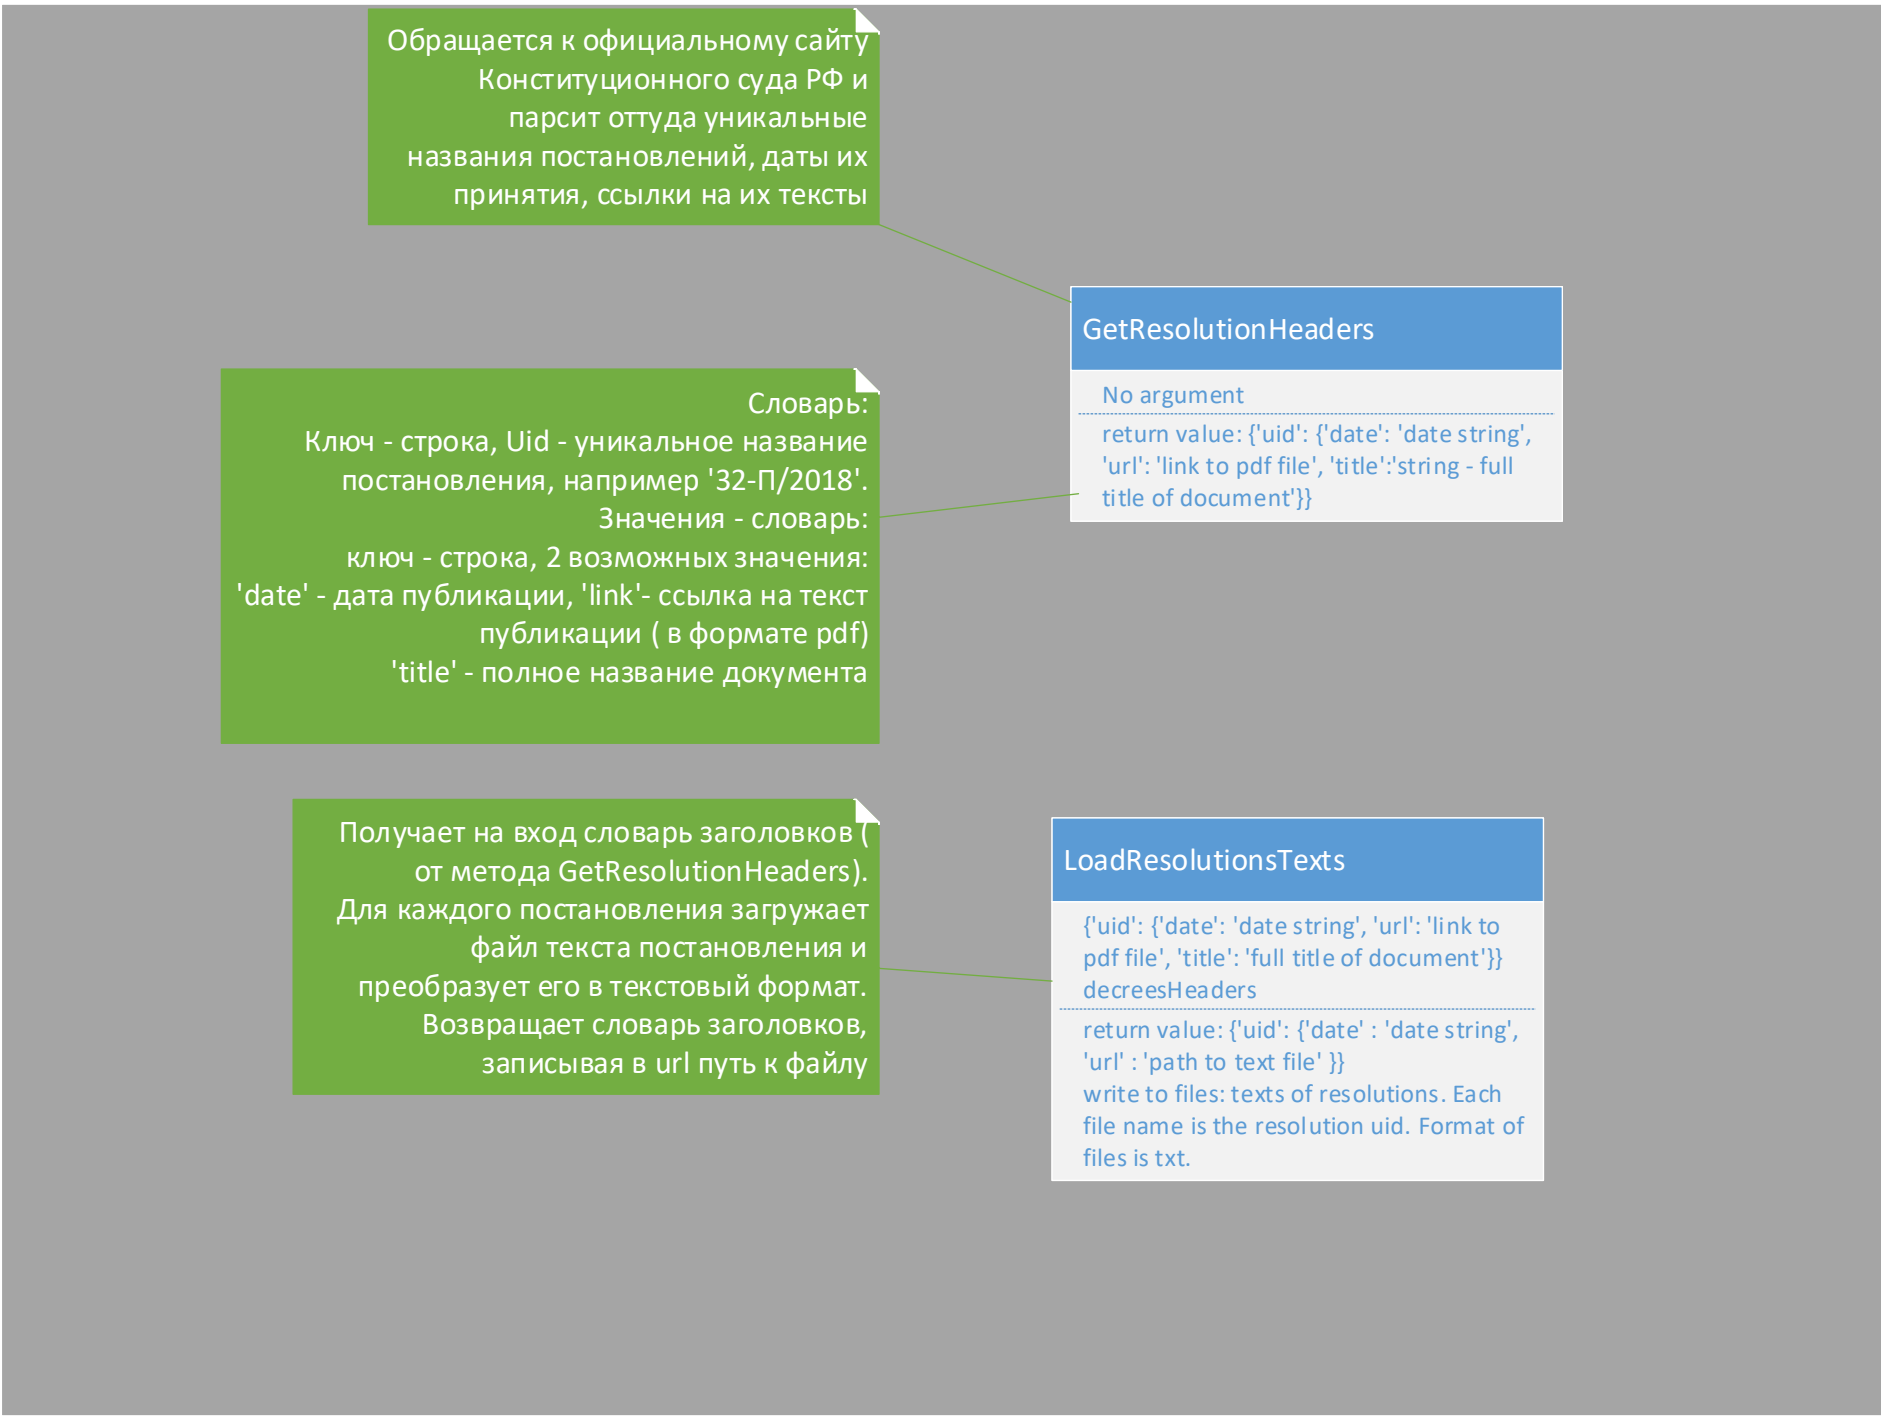 Обращается к официальному сайту
Конституционного суда РФ и
парсит оттуда уникальные
названия постановлений, даты их
принятия, ссылки на их тексты
GetResolutionHeaders
No argument
return value: {'uid': {'date': 'date string',
'url': 'link to pdf file', 'title':'string - full
title of document'}}
Словарь:
Ключ - строка, Uid - уникальное название
постановления, например '32-П/2018'.
Значения - словарь:
ключ - строка, 2 возможных значения:
'date' - дата публикации, 'link'- ссылка на текст
публикации ( в формате pdf)
'title' - полное название документа
Получает на вход словарь заголовков (
от метода GetResolutionHeaders).
Для каждого постановления загружает
файл текста постановления и
преобразует его в текстовый формат.
Возвращает словарь заголовков,
записывая в url путь к файлу
LoadResolutionsTexts
{'uid': {'date': 'date string', 'url': 'link to
pdf file', 'title': 'full title of document'}}
decreesHeaders
return value: {'uid': {'date' : 'date string',
'url' : 'path to text file' }}
write to files: texts of resolutions. Each
file name is the resolution uid. Format of
files is txt.